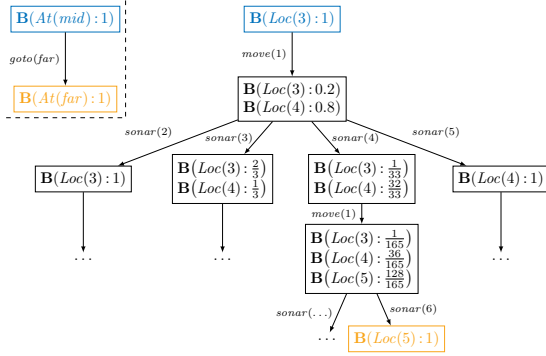 B(At(mid) : 1)
goto(far)
B(At(far) : 1)
B(Loc(3) : 1)
move(1)
B(Loc(3) : 0.2)
B(Loc(4) : 0.8)
sonar(2)
sonar(3)
sonar(4)
sonar(5)
B(Loc(3) : 1)
B(Loc(3) : 2/3)
B(Loc(4) : 1/3)
B(Loc(3) : 1/33)
B(Loc(4) : 32/33)
B(Loc(4) : 1)
move(1)
...
...
B(Loc(3) : 1/165)
B(Loc(4) : 36/165)
B(Loc(5) : 128/165)
...
sonar(...)
sonar(6)
...
B(Loc(5) : 1)